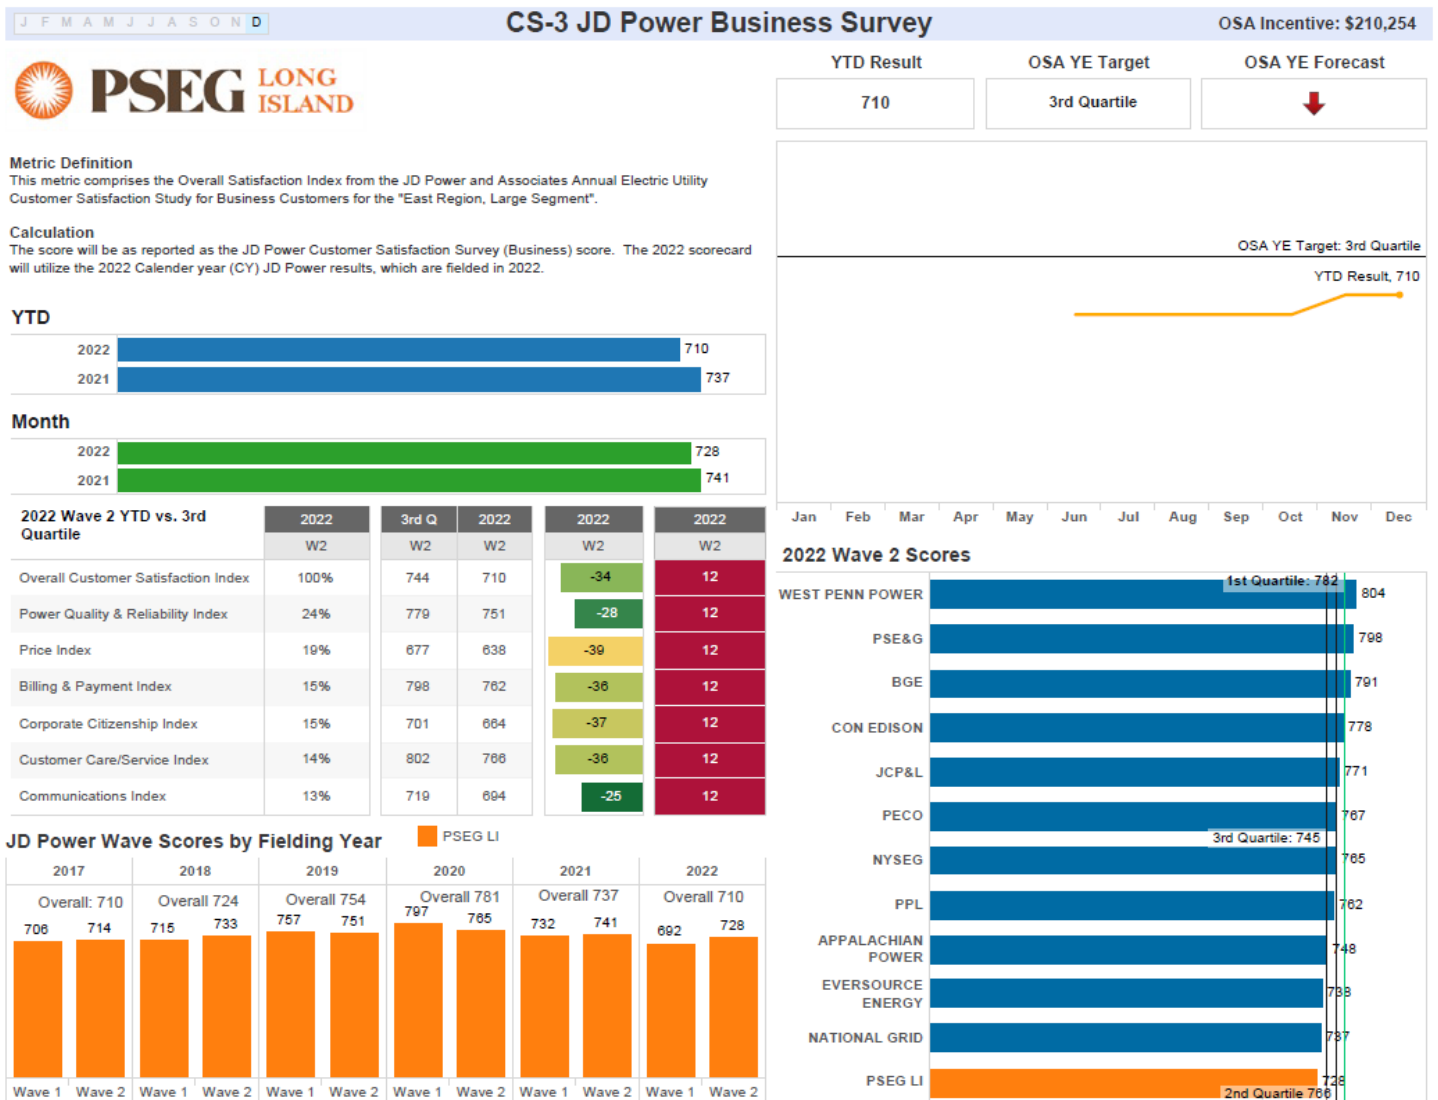 J F M A M J J A S O N D
CS-3 JD Power Business Survey
OSA Incentive: $210,254
PSEG LONG ISLAND
YTD Result OSA YE Target OSA YE Forecast
710 3rd Quartile
Metric Definition
This metric comprises the Overall Satisfaction Index from the JD Power and Associates Annual Electric Utility
Customer Satisfaction Study for Business Customers for the "East Region, Large Segment".
Calculation
The score will be as reported as the JD Power Customer Satisfaction Survey (Business) score. The 2022 scorecard
will utilize the 2022 Calender year (CY) JD Power results, which are fielded in 2022.
OSA YE Target: 3rd Quartile
YTD Result, 710
Jan Feb Mar Apr May Jun Jul Aug Sep Oct Nov Dec
YTD
2022 710
2021 737
Month
2022 728
2021 741
2022 Wave 2 YTD vs. 3rd
Quartile
2022 3rd Q 2022 2022 2022
W2 W2 W2 W2 W2
Overall Customer Satisfaction Index 100% 744 710 -34 12
Power Quality & Reliability Index 24% 779 751 -28 12
Price Index 19% 677 638 -39 12
Billing & Payment Index 15% 798 762 -36 12
Corporate Citizenship Index 15% 701 664 -37 12
Customer Care/Service Index 14% 802 766 -36 12
Communications Index 13% 719 694 -25 12
JD Power Wave Scores by Fielding Year
PSEG LI
2017 2018 2019 2020 2021 2022
Overall: 710 Overall 724 Overall 754 Overall 781 Overall 737 Overall 710
706 714 715 733 757 751 797 765 732 741 692 728
Wave 1 Wave 2 Wave 1 Wave 2 Wave 1 Wave 2 Wave 1 Wave 2 Wave 1 Wave 2 Wave 1 Wave 2
2022 Wave 2 Scores
1st Quartile: 782
WEST PENN POWER 804
PSE&G 798
BGE 791
CON EDISON 778
JCP&L 771
PECO 767
3rd Quartile: 745
NYSEG 765
PPL 762
APPALACHIAN
POWER 748
EVERSOURCE
ENERGY 738
NATIONAL GRID 737
PSEG LI 728
2nd Quartile 766